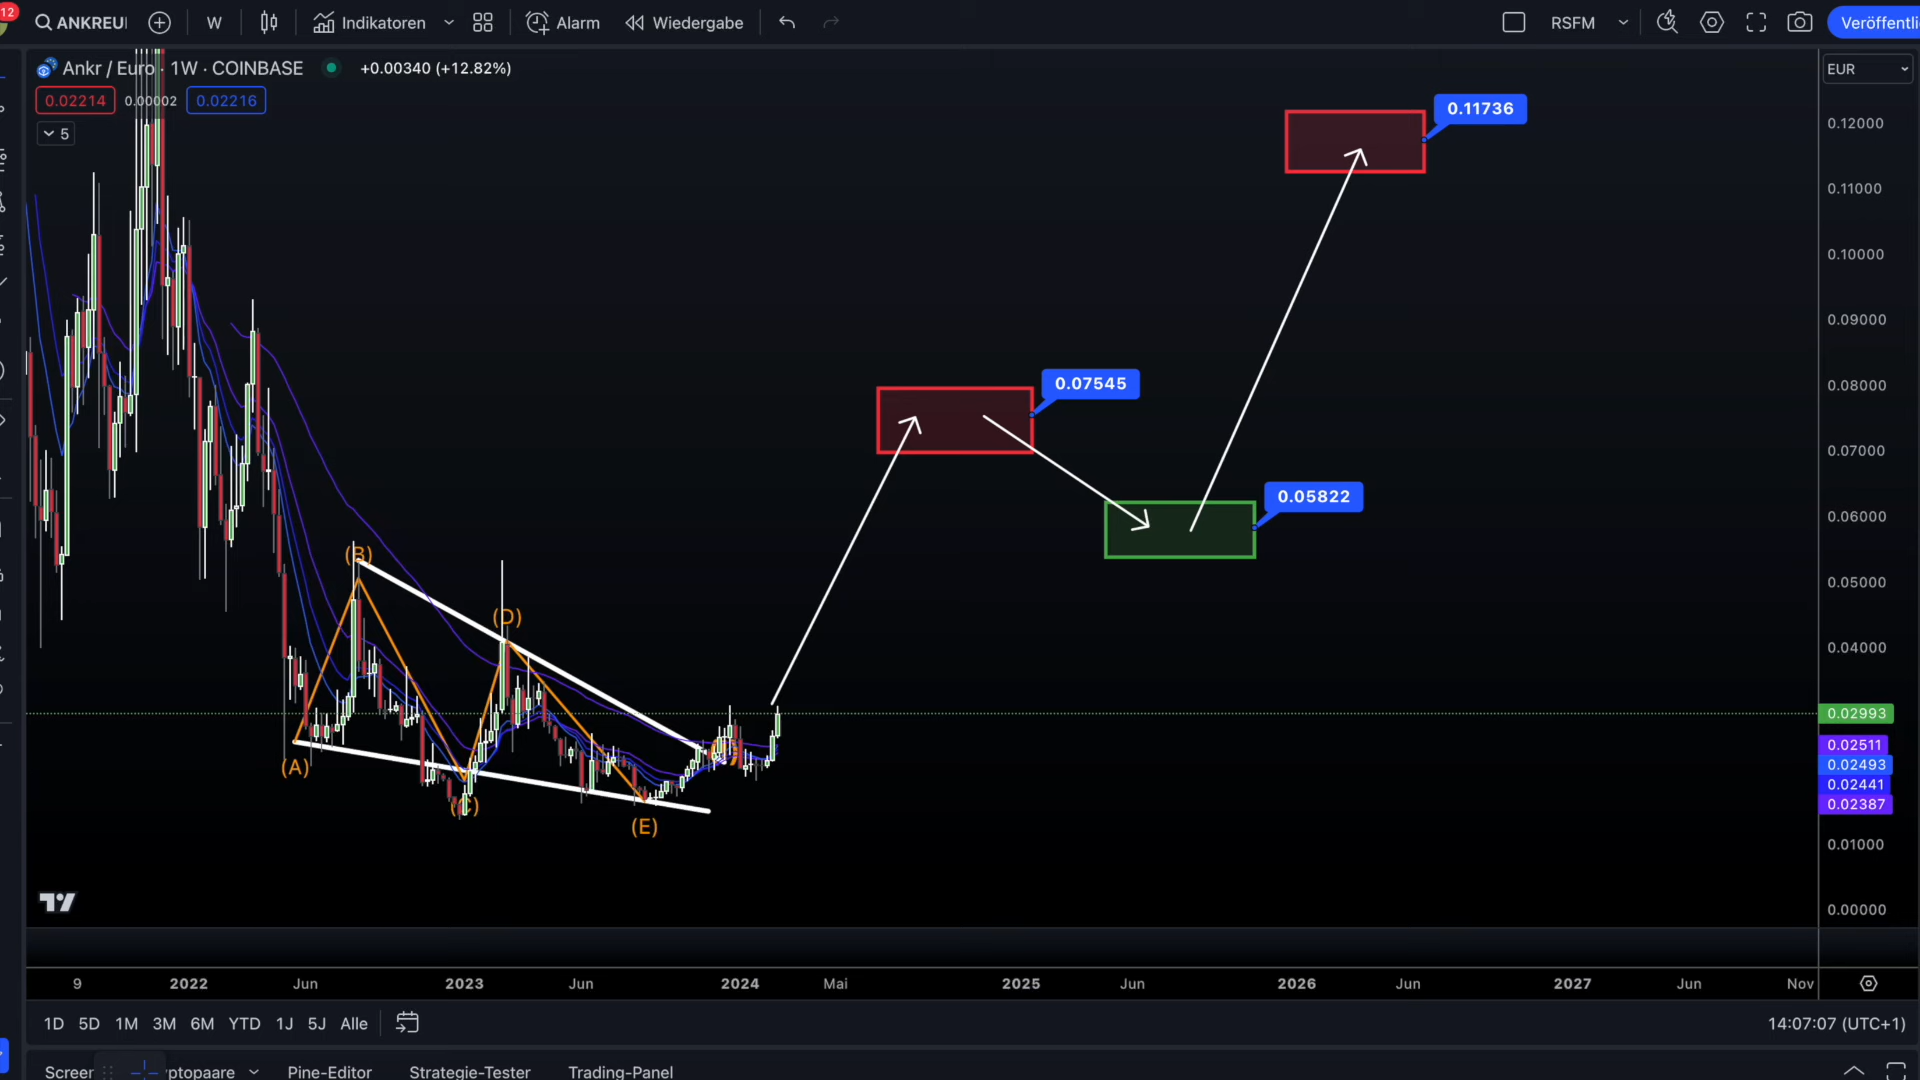 12
ANKREU
W
Indikatoren
Alarm
Wiedergabe
RSFM
Veröffentli
Ankr / Euro · 1W · COINBASE
+0.00340 (+12.82%)
EUR
0.02214
0.00002
0.02216
5
0.11736
0.07545
0.05822
(A)
(B)
(C)
(D)
(E)
0.12000
0.11000
0.10000
0.09000
0.08000
0.07000
0.06000
0.05000
0.04000
0.02993
0.02511
0.02493
0.02441
0.02387
0.01000
0.00000
9
2022
Jun
2023
Jun
2024
Mai
2025
Jun
2026
Jun
2027
Jun
Nov
1D 5D 1M 3M 6M YTD 1J 5J Alle
14:07:07 (UTC+1)
Screen
yptopaare
Pine-Editor
Strategie-Tester
Trading-Panel